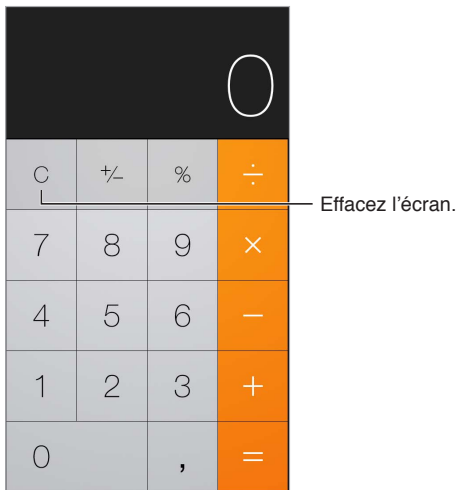 0
C +/− % ÷
Effacez l’écran.
7 8 9 ×
4 5 6 −
1 2 3 +
0 , =